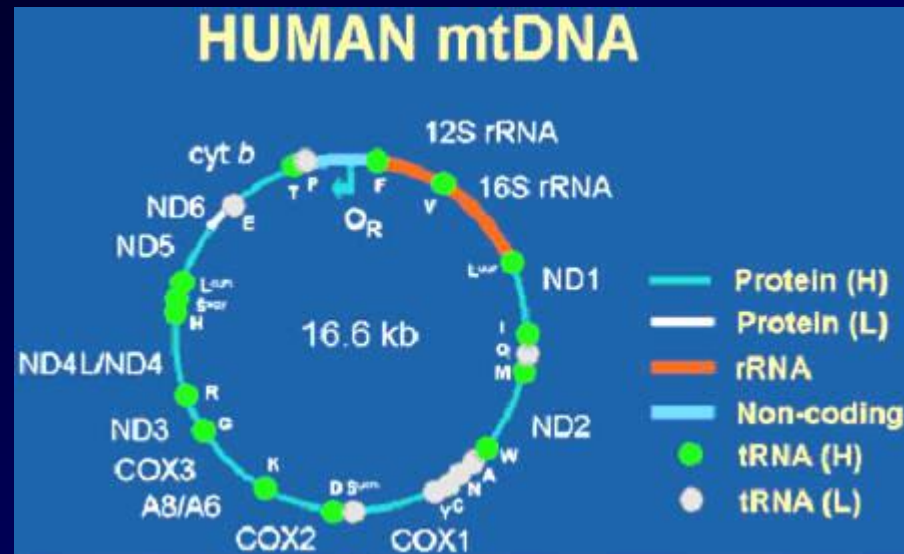 HUMAN mtDNA
12S rRNA
16S rRNA
ND1
ND2
COX1
COX2
A8/A6
COX3
ND3
ND4L/ND4
ND5
ND6
cyt b
T
P
F
V
I
Q
M
W
A
N
C
Y
D
K
G
R
H
E
OR
16.6 kb
Protein (H)
Protein (L)
rRNA
Non-coding
tRNA (H)
tRNA (L)